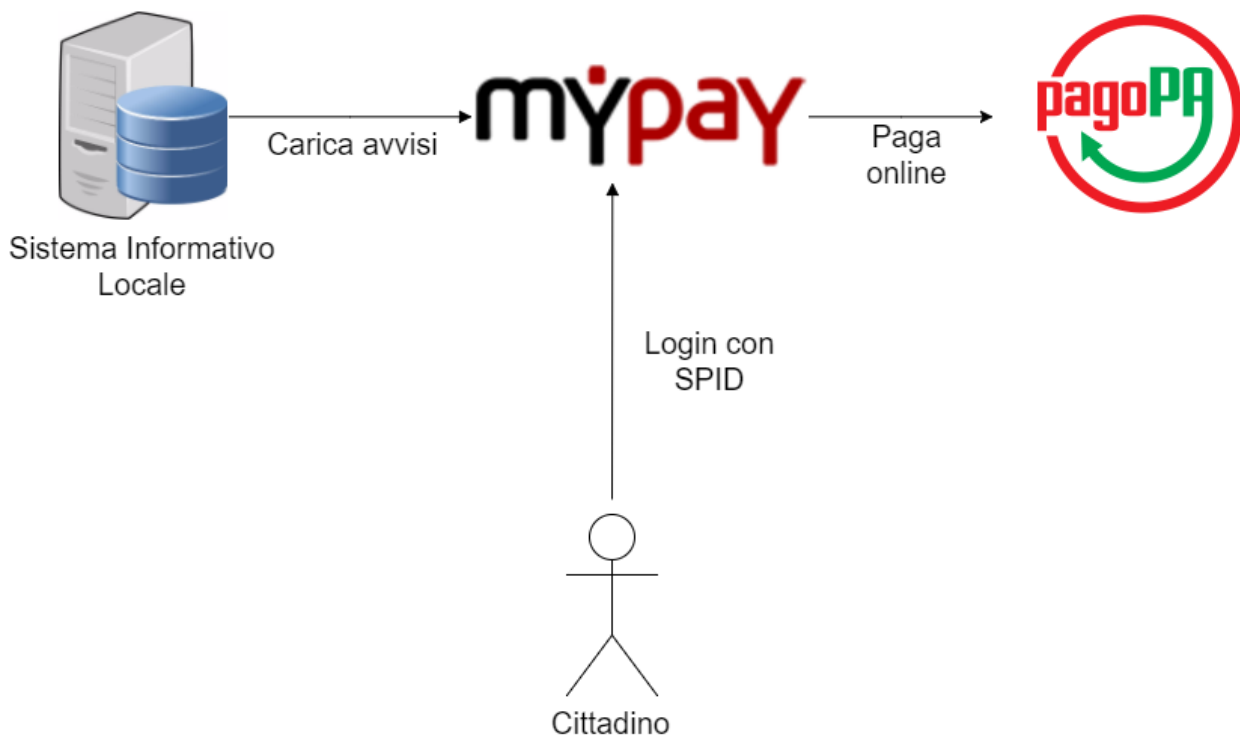 mypay
pagoPA
Carica avvisi
Paga
online
Sistema Informativo
Locale
Login con
SPID
Cittadino